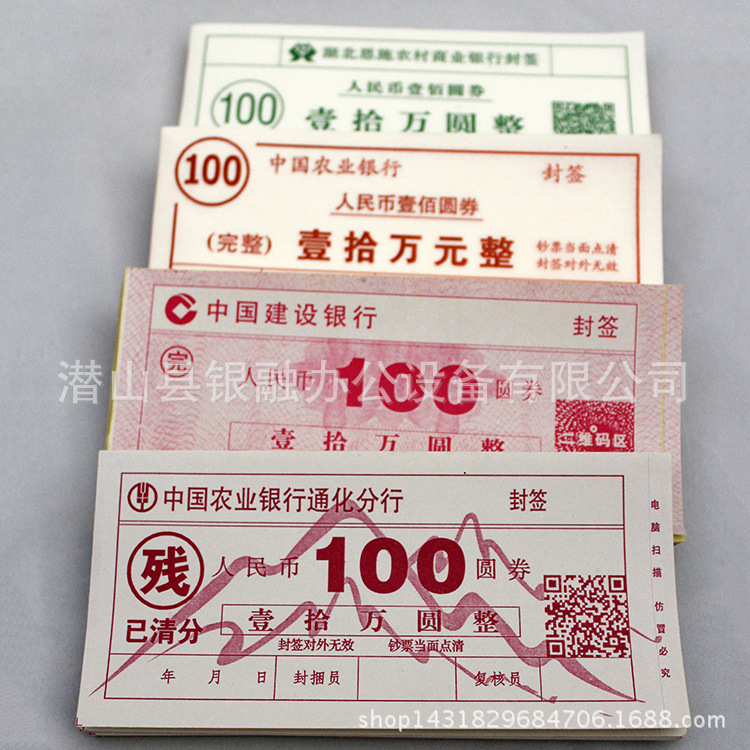 湖北恩施农村商业银行封签
人民币壹佰圆券
100
壹拾万圆整
100
中国农业银行
封签
人民币壹佰圆券
(完整)
壹拾万元整
钞票当面点清
封签对外无效
中国建设银行
封签
完
人民币
100
圆券
潜山县银融办公设备有限公司
二维码区
壹拾万圆整
中国农业银行通化分行
封签
残
人民币
100
圆券
已清分
壹拾万圆整
封签对外无效 钞票当面点清
年 月 日
封捆员
复核员
电脑扫描 仿冒必究
shop1431829684706.1688.com